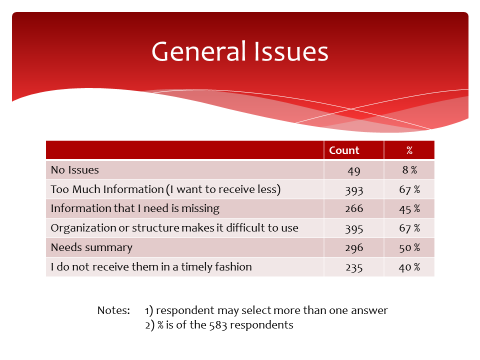 General Issues
Count %
No Issues 49 8 %
Too Much Information (I want to receive less) 393 67 %
Information that I need is missing 266 45 %
Organization or structure makes it difficult to use 395 67 %
Needs summary 296 50 %
I do not receive them in a timely fashion 235 40 %
Notes: 1) respondent may select more than one answer
2) % is of the 583 respondents